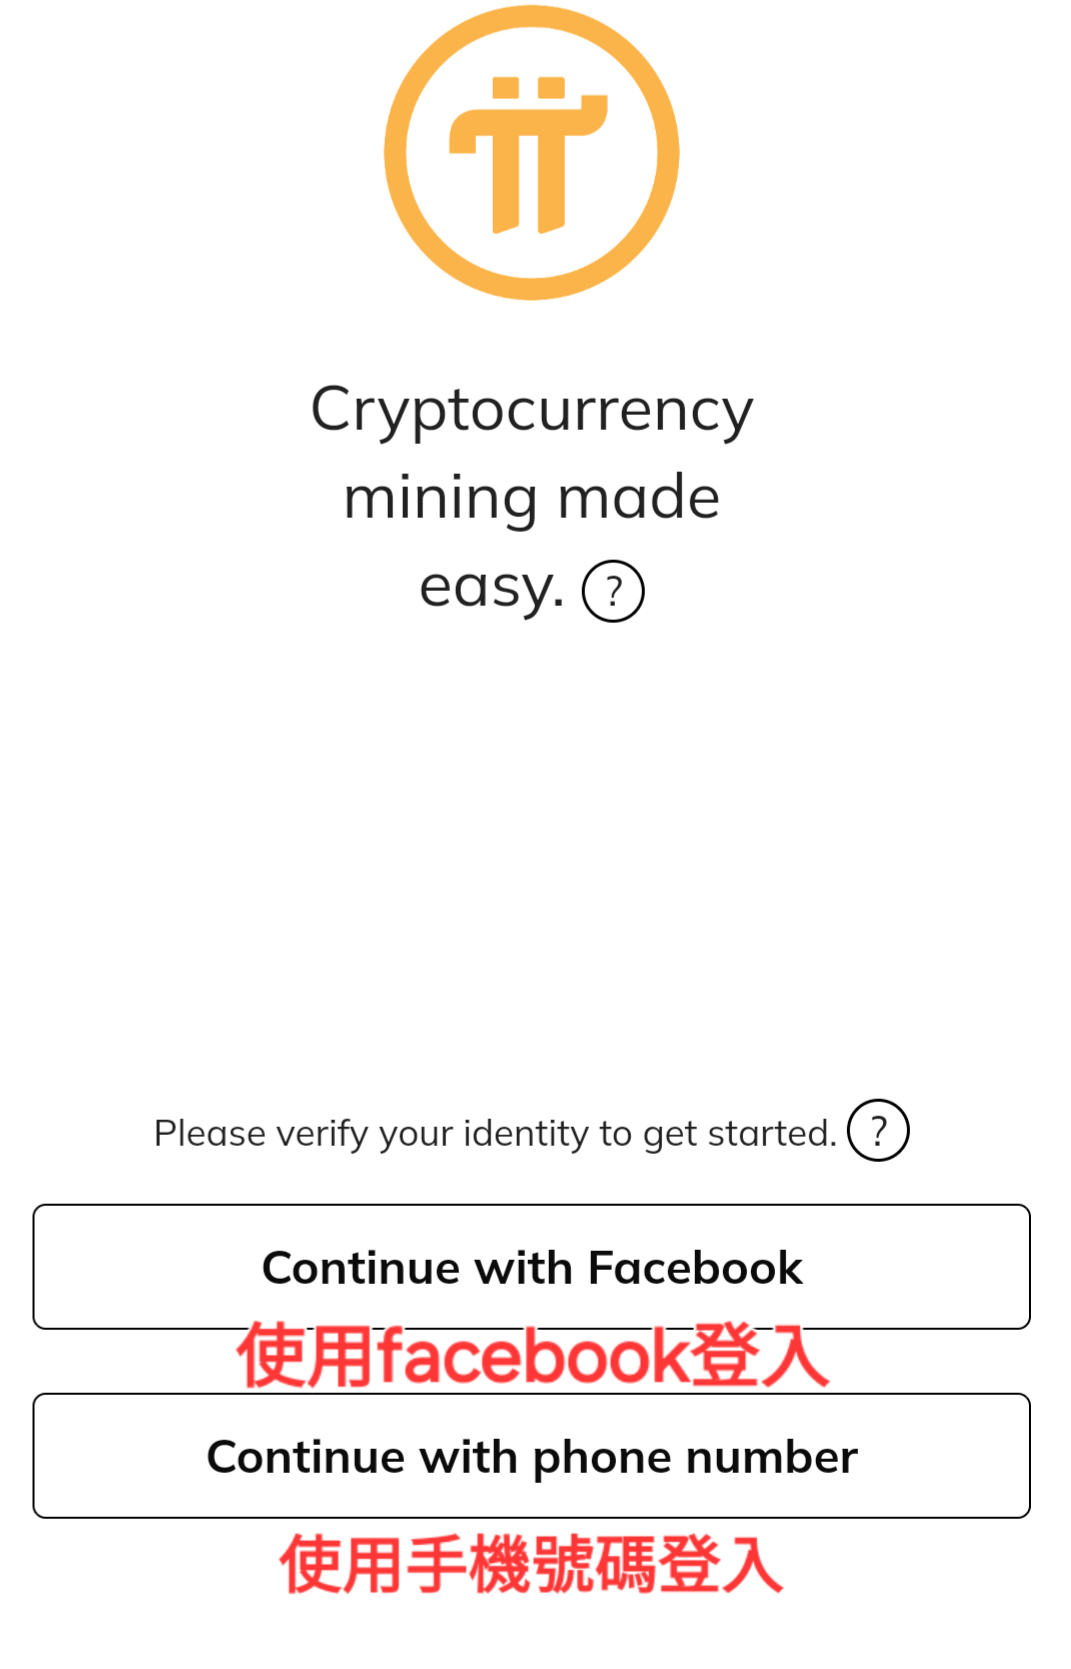 Cryptocurrency
mining made
easy. ?
Please verify your identity to get started. ?
Continue with Facebook
使用facebook登入
Continue with phone number
使用手機號碼登入